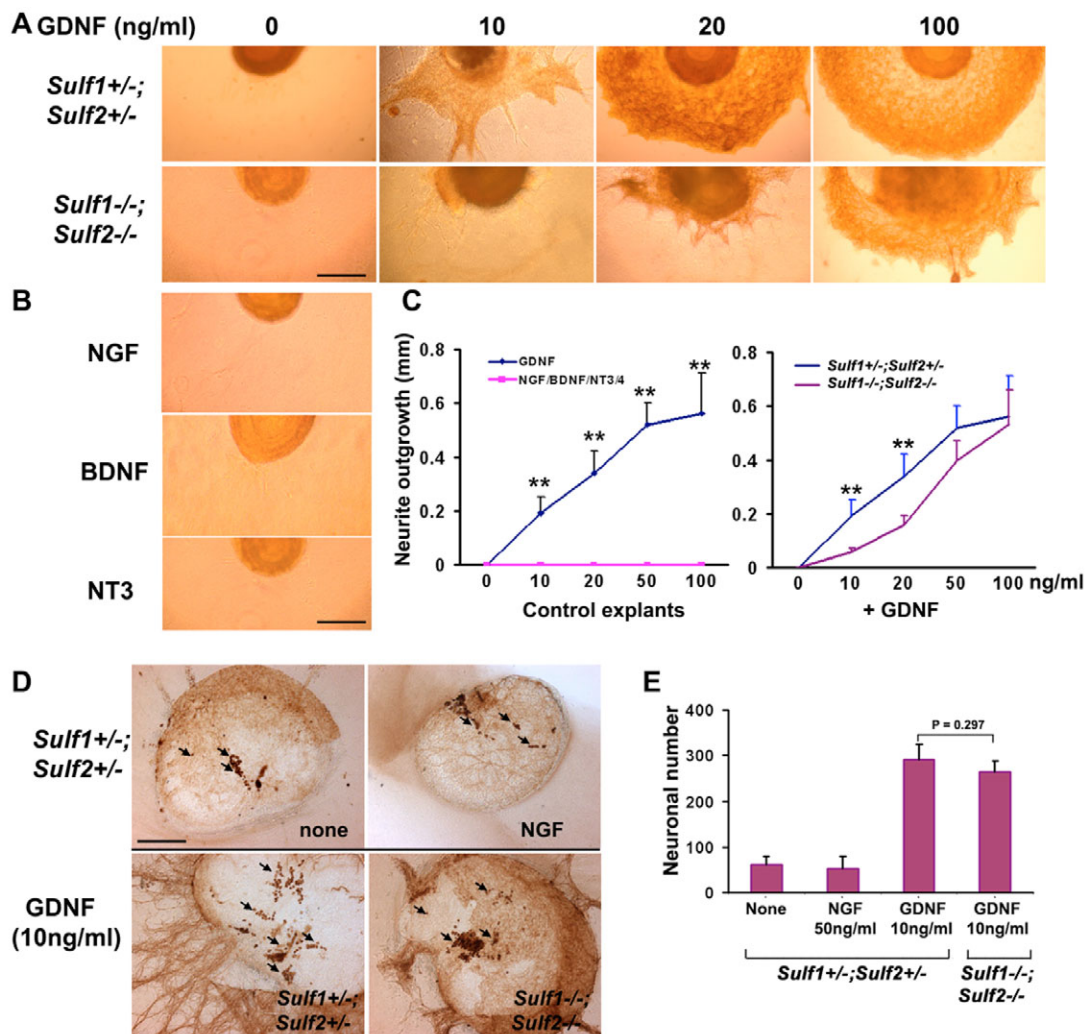 A GDNF (ng/ml) 0 10 20 100
Sulf1+/-;
Sulf2+/-
Sulf1-/-;
Sulf2-/-
B
NGF
BDNF
NT3
C
Neurite outgrowth (mm)
0.8
0.6
0.4
0.2
0
GDNF
NGF/BDNF/NT3/4
** ** ** **
0 10 20 50 100
Control explants
0.8
0.6
0.4
0.2
0
Sulf1+/-;Sulf2+/-
Sulf1-/-;Sulf2-/-
** **
0 10 20 50 100 ng/ml
+ GDNF
D
Sulf1+/-;
Sulf2+/-
none
NGF
GDNF
(10ng/ml)
Sulf1+/-;
Sulf2+/-
Sulf1-/-;
Sulf2-/-
E
Neuronal number
400
300
200
100
0
P = 0.297
None NGF GDNF GDNF
50ng/ml 10ng/ml 10ng/ml
Sulf1+/-;Sulf2+/- Sulf1-/-;
Sulf2-/-